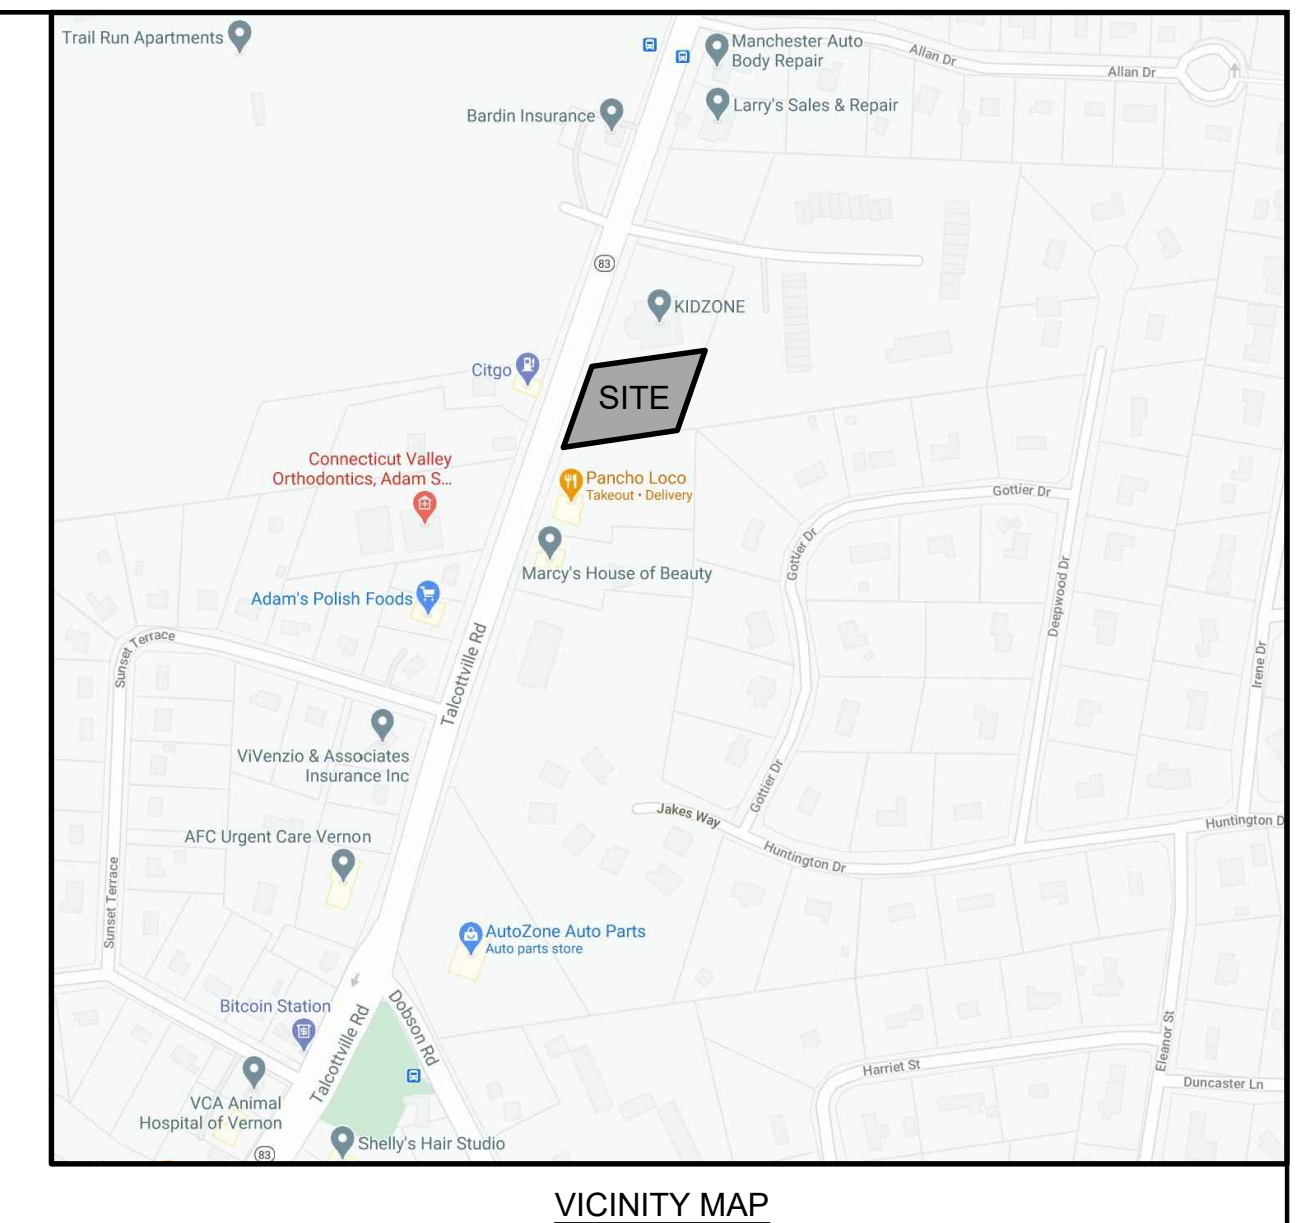 Trail Run Apartments
Manchester Auto
Body Repair
Allan Dr
Allan Dr
Bardin Insurance
Larry's Sales & Repair
83
KIDZONE
Citgo
SITE
Connecticut Valley
Orthodontics, Adam S...
Pancho Loco
Takeout • Delivery
Gottier Dr
Gottier Dr
Marcy's House of Beauty
Adam's Polish Foods
Deepwood Dr
Sunset Terrace
Sunset Terrace
Talcottville Rd
Irene Dr
ViVenzio & Associates
Insurance Inc
Gottier Dr
Jakes Way
Huntington D
AFC Urgent Care Vernon
Huntington Dr
Sunset Terrace
AutoZone Auto Parts
Auto parts store
Bitcoin Station
Talcottville Rd
Dobson Rd
Eleanor St
Harriet St
Duncaster Ln
VCA Animal
Hospital of Vernon
Shelly's Hair Studio
83
VICINITY MAP